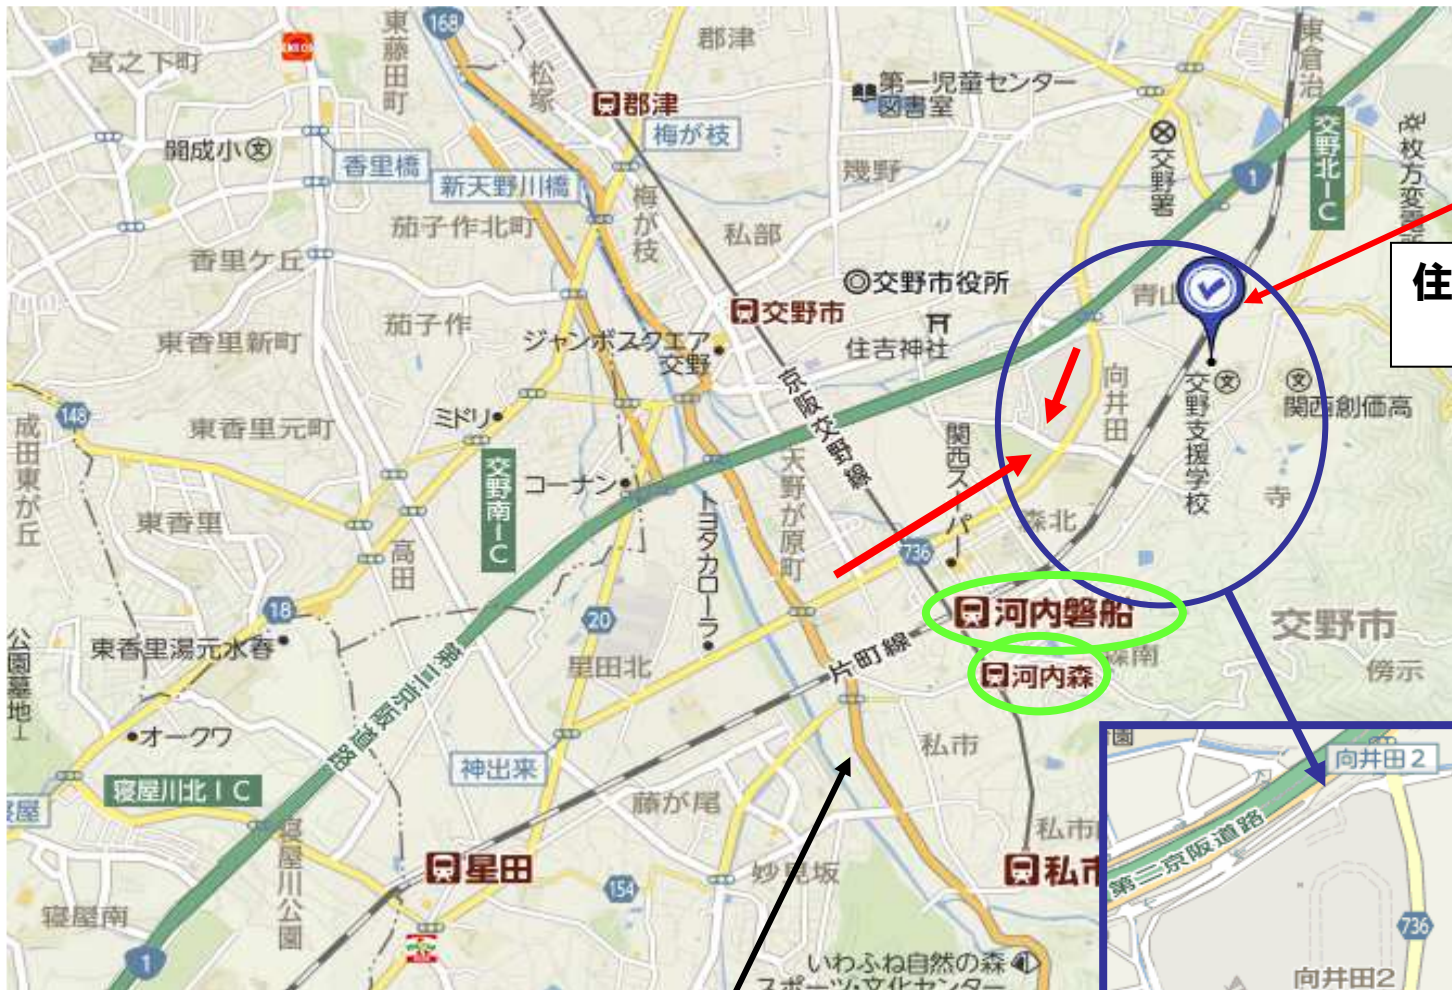 168
東藤田町
宮之下町
松塚
郡津
東倉治
第一児童センター
図書室
郡津
梅が枝
開成小
文
香里橋
新天野川橋
幾野
交野署
交野北IC
1
枚方変電所
茄子作北町
梅が枝
私部
香里ケ丘
交野市役所
青山
住
茄子作
交野市
東香里新町
ジャンボスクエア
交野
住吉神社
京阪交野線
向井田
文
交野支援学校
文
関西創価高
148
成田東が丘
東香里元町
ミドリ
交野南IC
コーナン
天野が原町
関西スーパー
寺
東香里
高田
トヨタカローラ
森北
736
18
20
河内磐船
交野市
公園墓地
東香里湯元水春
星田北
片町線
森南
河内森
傍示
第二京阪道路
オークワ
神出来
私市
園
向井田2
寝屋川北IC
寝屋
藤が尾
私市
寝屋川公園
星田
154
妙見坂
私市
第二京阪道路
寝屋南
736
1
いわふね自然の森
スポーツ・文化センター
向井田2